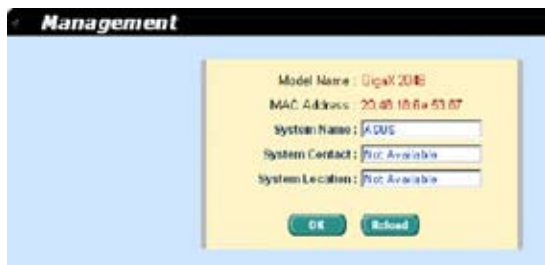 Management
Model Name : GigaX 2048
MAC Address : 20:48:18:6e:53:87
System Name : ASUS
System Contact : Not Available
System Location : Not Available
OK Reload